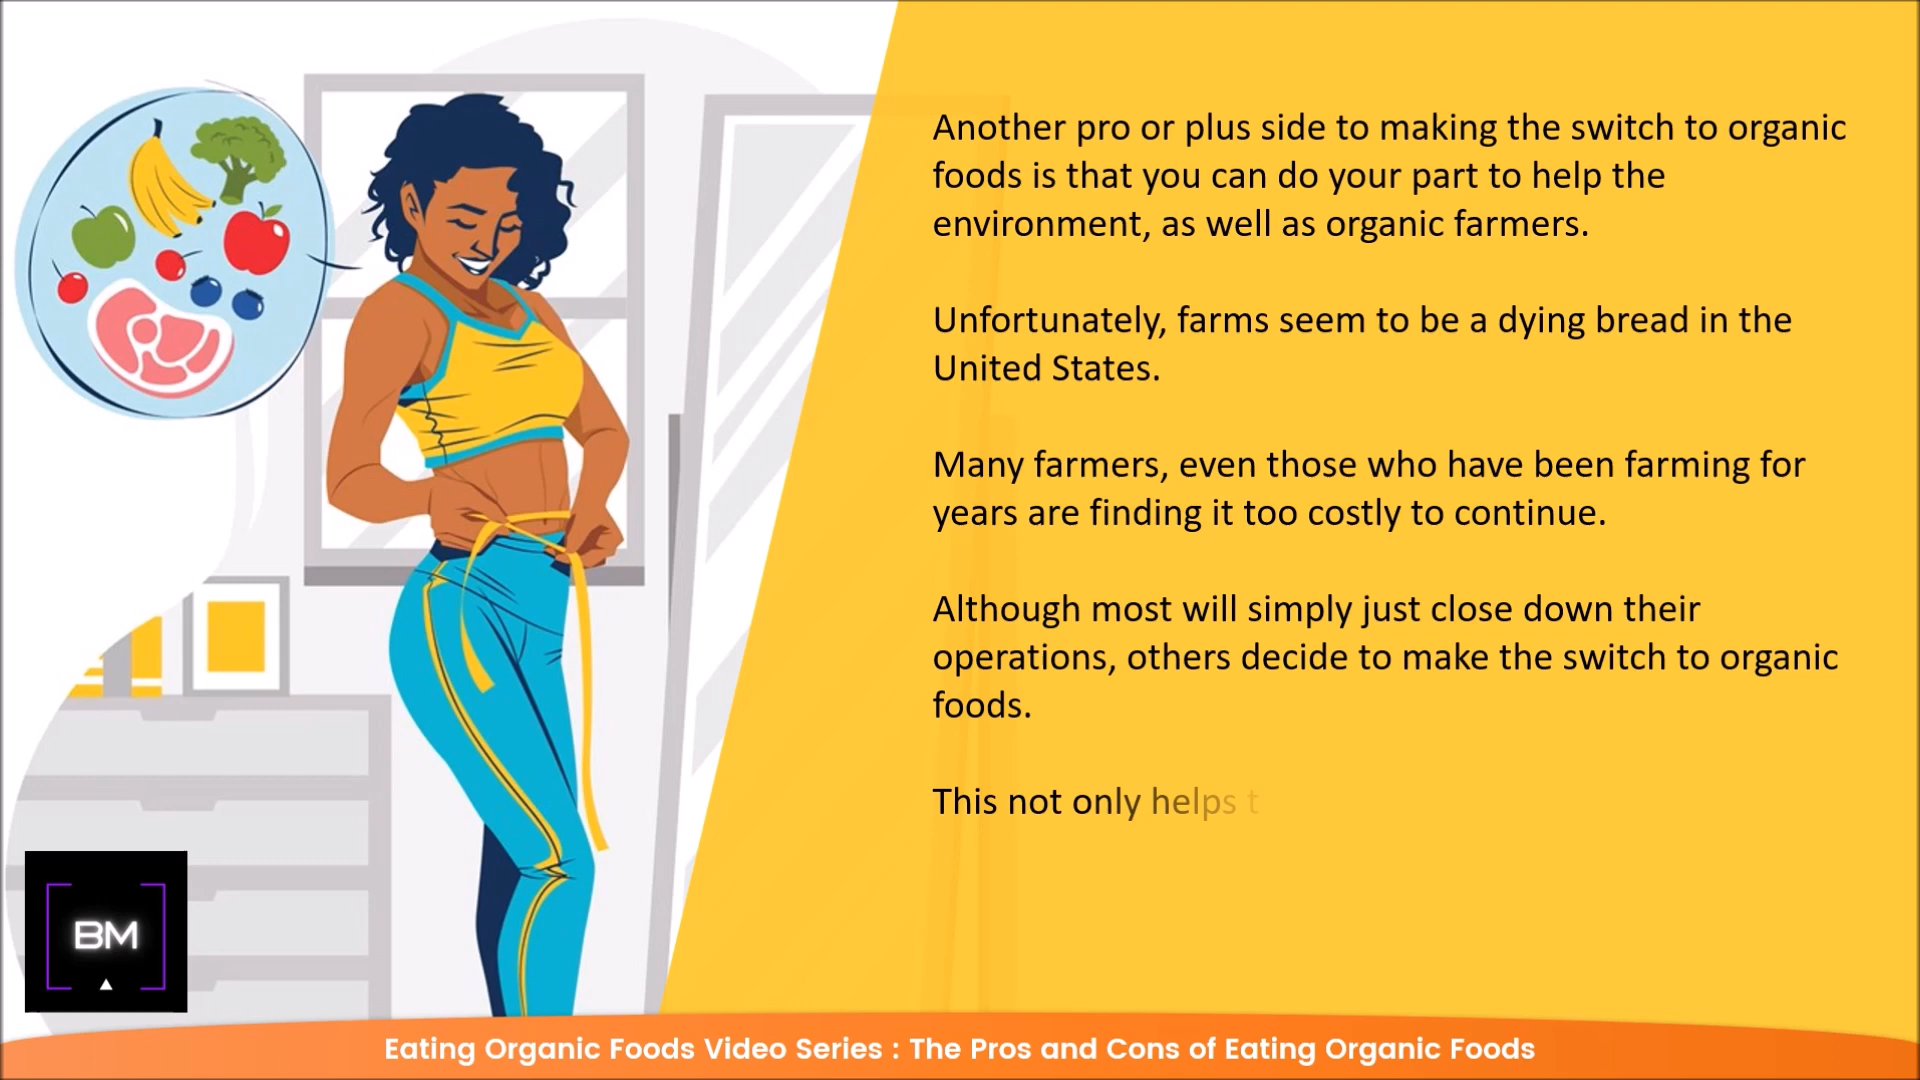 Another pro or plus side to making the switch to organic
foods is that you can do your part to help the
environment, as well as organic farmers.
Unfortunately, farms seem to be a dying bread in the
United States.
Many farmers, even those who have been farming for
years are finding it too costly to continue.
Although most will simply just close down their
operations, others decide to make the switch to organic
foods.
This not only helps t
BM
Eating Organic Foods Video Series : The Pros and Cons of Eating Organic Foods